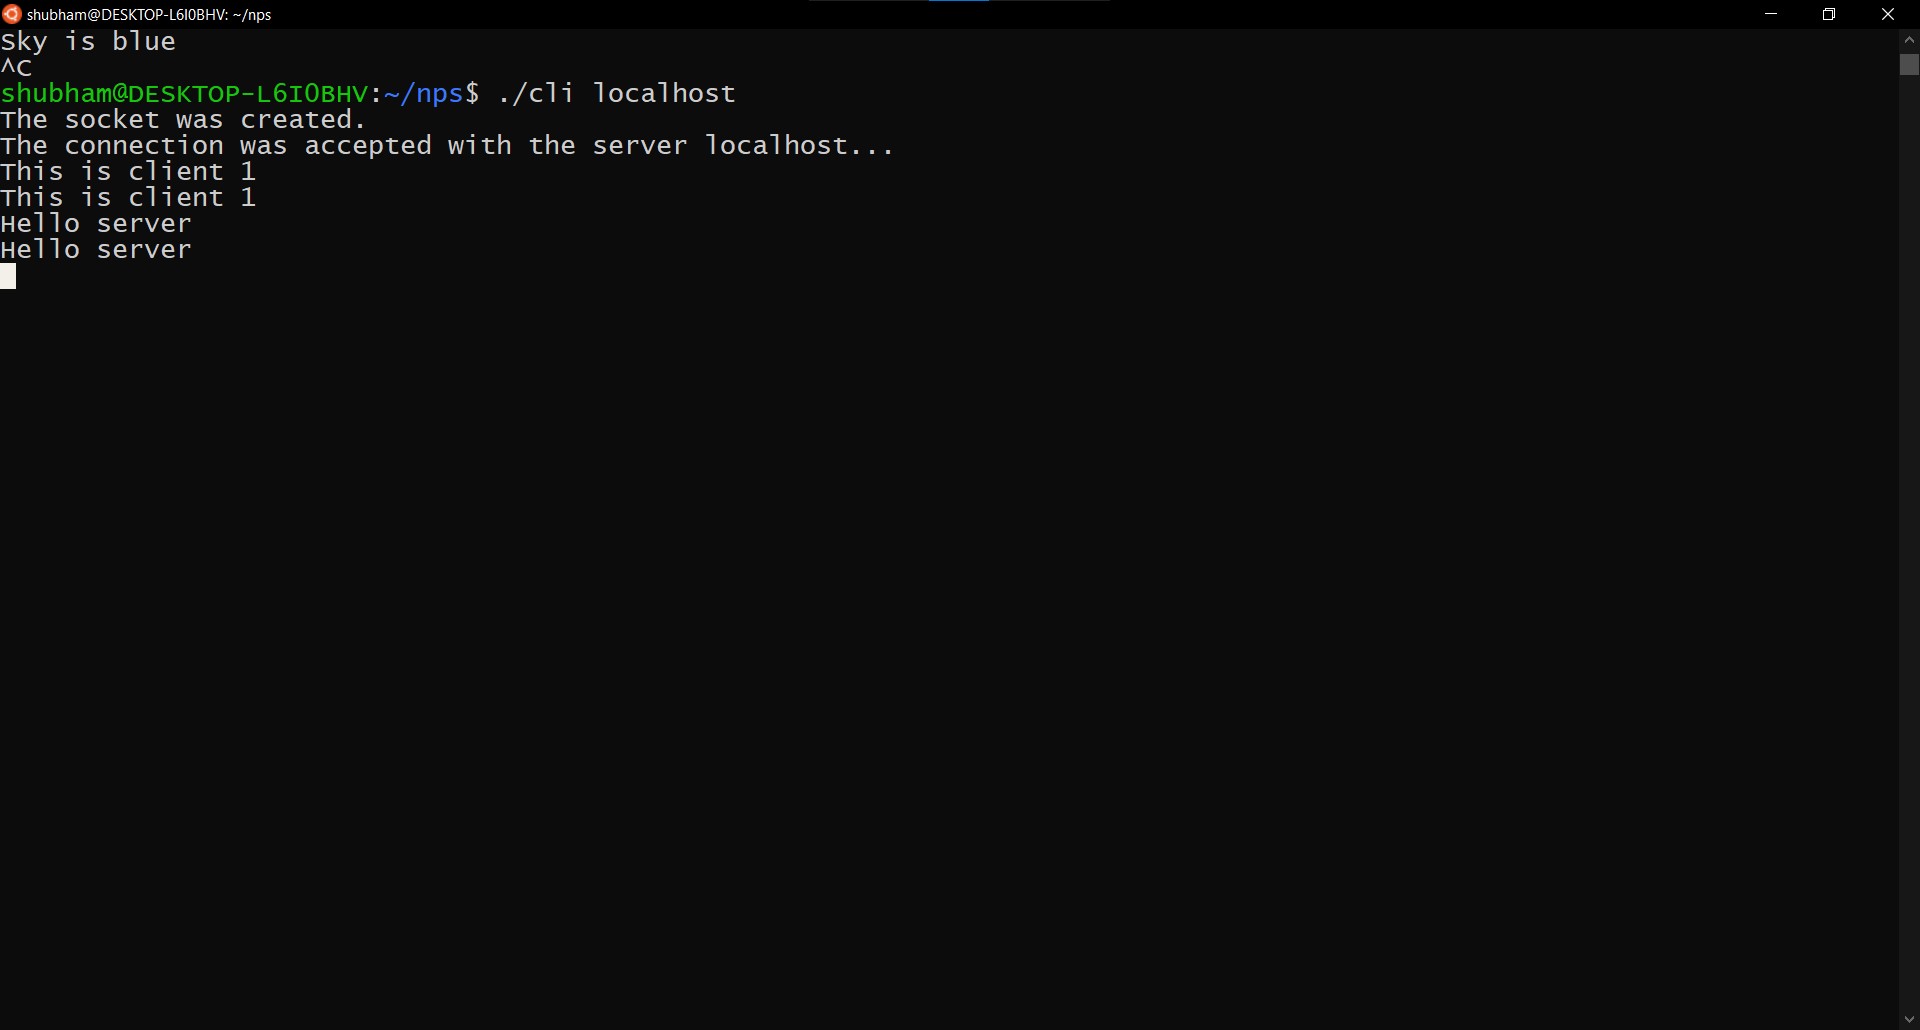 shubham@DESKTOP-L6I0BHV: ~/nps
Sky is blue
^C
shubham@DESKTOP-L6I0BHV:~/nps$ ./cli localhost
The socket was created.
The connection was accepted with the server localhost...
This is client 1
This is client 1
Hello server
Hello server